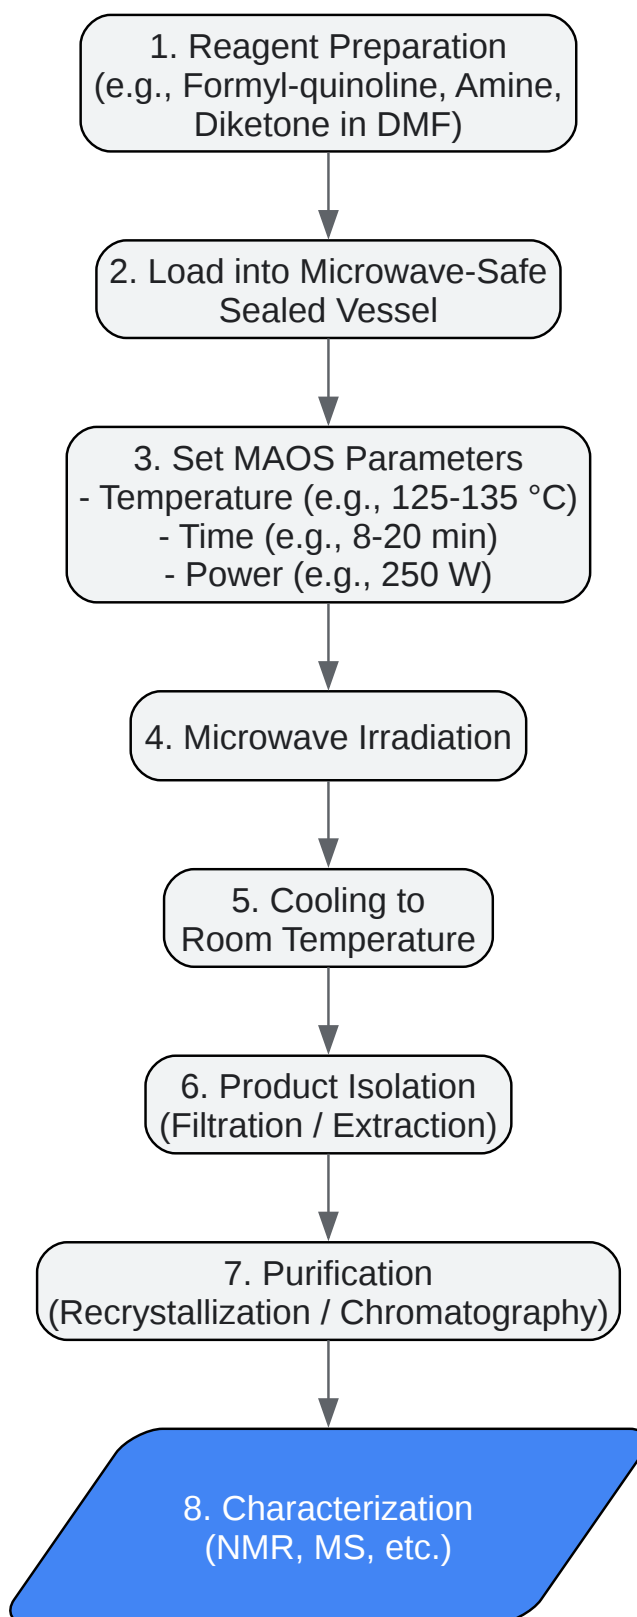 1. Reagent Preparation
(e.g., Formyl-quinoline, Amine,
Diketone in DMF)
2. Load into Microwave-Safe
Sealed Vessel
3. Set MAOS Parameters
- Temperature (e.g., 125-135 °C)
- Time (e.g., 8-20 min)
- Power (e.g., 250 W)
4. Microwave Irradiation
5. Cooling to
Room Temperature
6. Product Isolation
(Filtration / Extraction)
7. Purification
(Recrystallization / Chromatography)
8. Characterization
(NMR, MS, etc.)